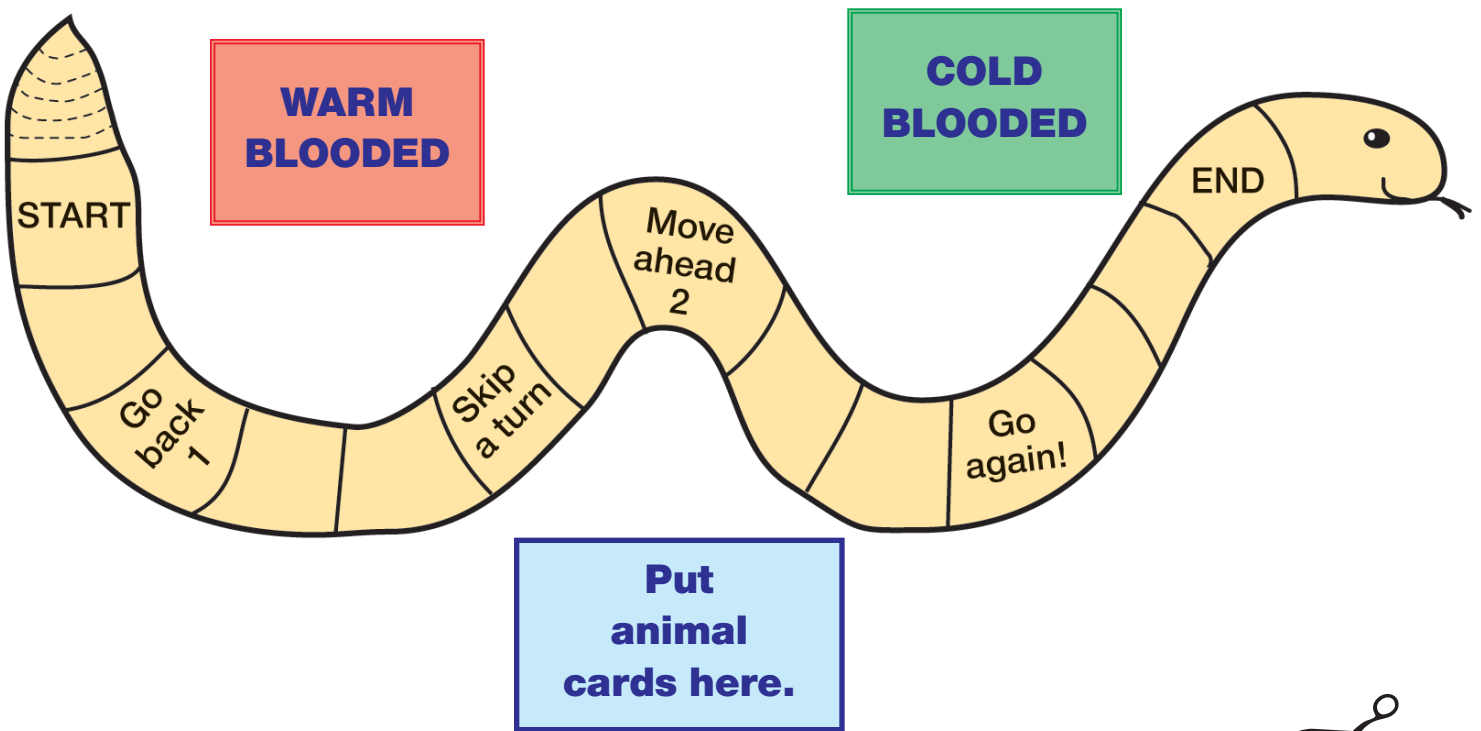 WARM
BLOODED
COLD
BLOODED
START
Go
back
1
Skip
a turn
Move
ahead
2
Go
again!
END
Put
animal
cards here.